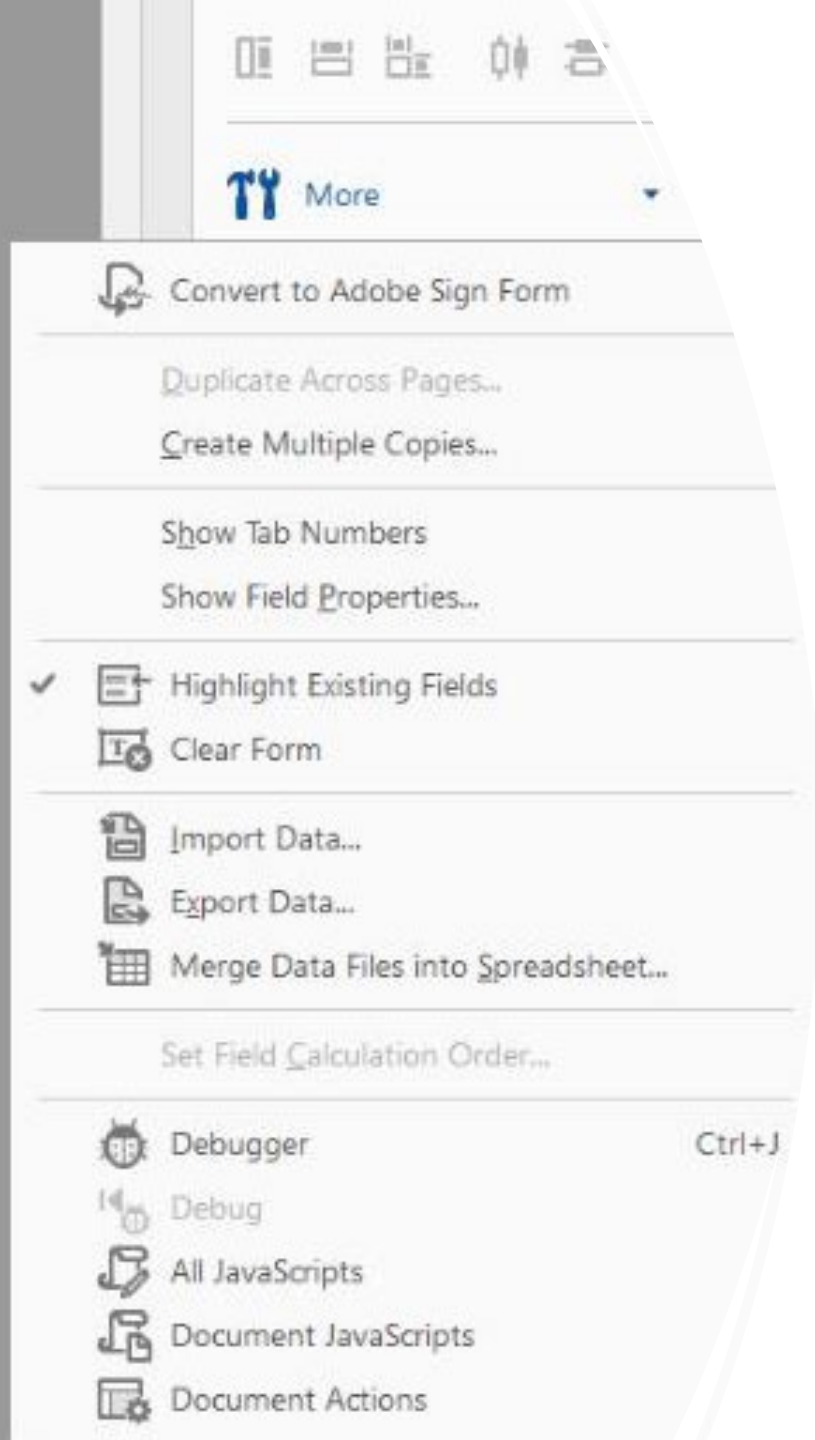 More
Convert to Adobe Sign Form
Duplicate Across Pages...
Create Multiple Copies...
Show Tab Numbers
Show Field Properties...
Highlight Existing Fields
Clear Form
Import Data...
Export Data...
Merge Data Files into Spreadsheet...
Set Field Calculation Order...
Debugger Ctrl+J
Debug
All JavaScripts
Document JavaScripts
Document Actions